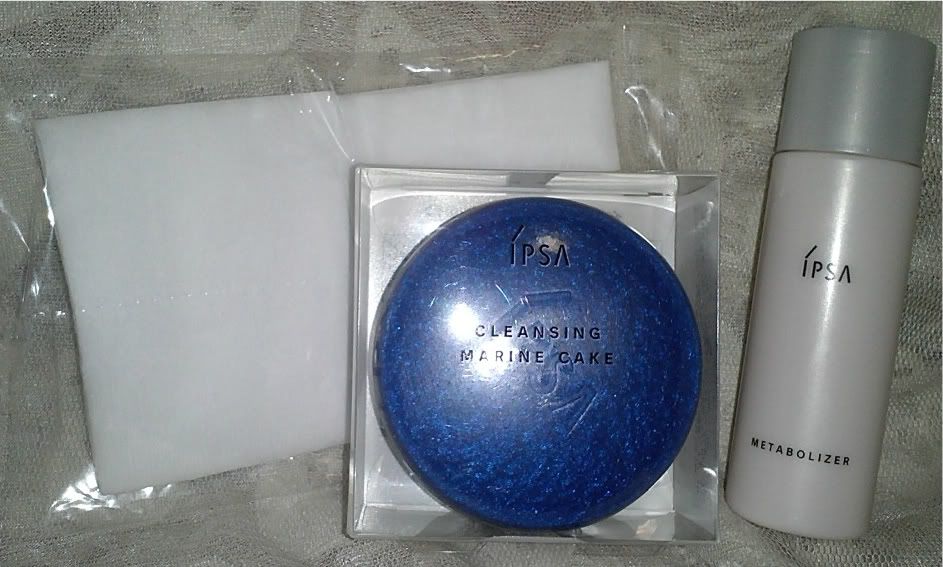 ÍPSA
CLEANSING
MARINE CAKE
ÍPSA
METABOLIZER